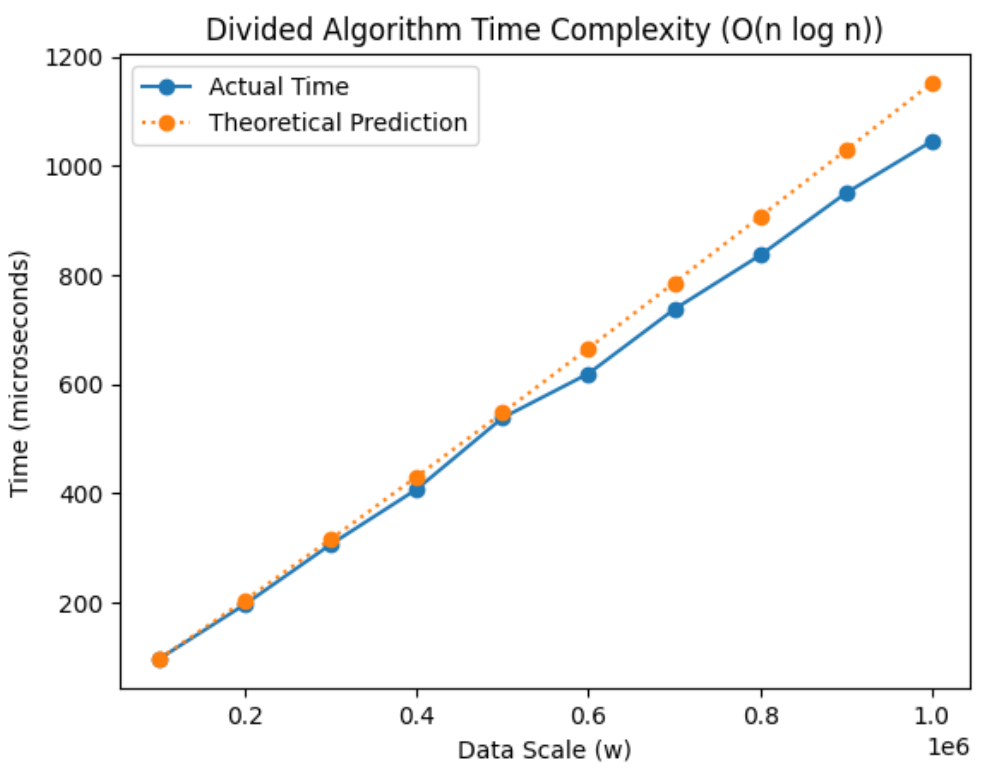 Divided Algorithm Time Complexity (O(n log n))
Actual Time
Theoretical Prediction
Time (microseconds)
1200
1000
800
600
400
200
0.2 0.4 0.6 0.8 1.0
1e6
Data Scale (w)